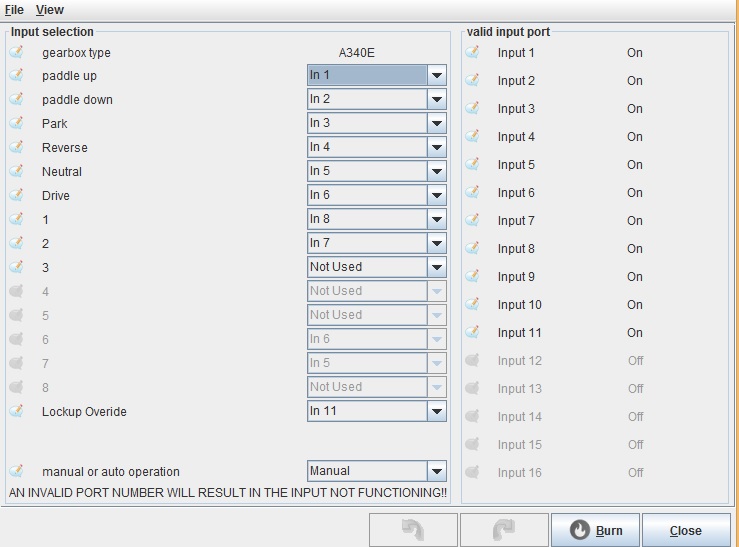 File View
Input selection
gearbox type A340E
paddle up In 1
paddle down In 2
Park In 3
Reverse In 4
Neutral In 5
Drive In 6
1 In 8
2 In 7
3 Not Used
4 Not Used
5 Not Used
6 In 6
7 In 5
8 Not Used
Lockup Overide In 11
manual or auto operation Manual
AN INVALID PORT NUMBER WILL RESULT IN THE INPUT NOT FUNCTIONING!!
valid input port
Input 1 On
Input 2 On
Input 3 On
Input 4 On
Input 5 On
Input 6 On
Input 7 On
Input 8 On
Input 9 On
Input 10 On
Input 11 On
Input 12 Off
Input 13 Off
Input 14 Off
Input 15 Off
Input 16 Off
Burn Close